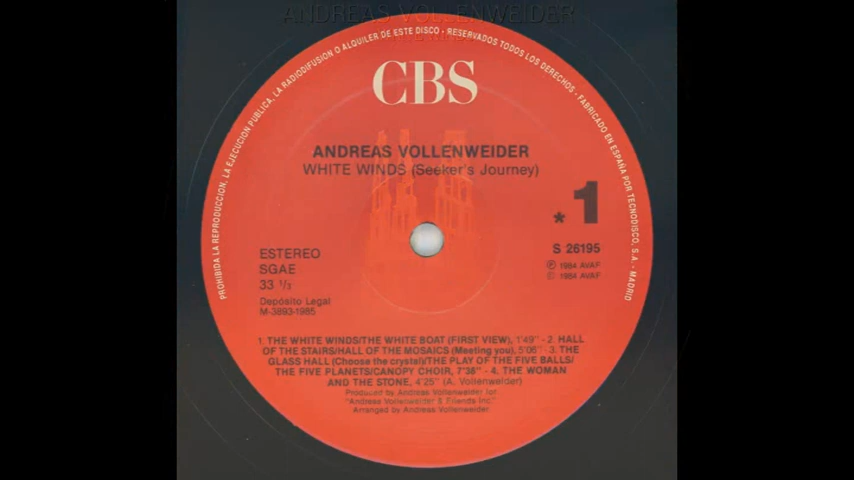 ANDREAS VOLLENWEIDER
PROHIBIDA LA REPRODUCCION, LA EJECUCION PUBLICA, LA RADIODIFUSION O ALQUILER DE ESTE DISCO - RESERVADOS TODOS LOS DERECHOS - FABRICADO EN ESPAÑA POR TECNODISCO, S.A. - MADRID
CBS
ANDREAS VOLLENWEIDER
WHITE WINDS (Seeker's Journey)
* 1
S 26195
ESTEREO
℗ 1984 AVAF
SGAE
© 1984 AVAF
33 1/3
Depósito Legal
M-3893-1985
1. THE WHITE WINDS/THE WHITE BOAT (FIRST VIEW), 1'49" - 2. HALL
OF THE STAIRS/HALL OF THE MOSAICS (Meeting you), 5'06" - 3. THE
GLASS HALL (Choose the crystal)/THE PLAY OF THE FIVE BALLS/
THE FIVE PLANETS/CANOPY CHOIR, 7'38" - 4. THE WOMAN
AND THE STONE, 4'25" (A. Vollenweider)
Produced by Andreas Vollenweider for
"Andreas Vollenweider & Friends Inc."
Arranged by Andreas Vollenweider